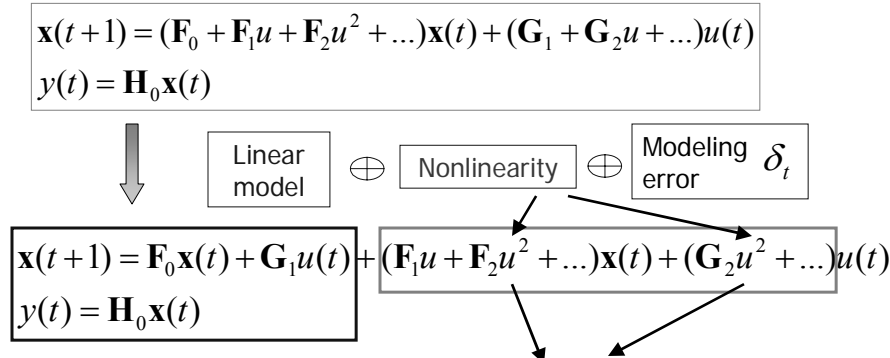 𝐱(t+1) = (𝐅₀ + 𝐅₁u + 𝐅₂u² + ...)𝐱(t) + (𝐆₁ + 𝐆₂u + ...)u(t)
y(t) = 𝐇₀𝐱(t)
Linear model ⊕ Nonlinearity ⊕ Modeling error δₜ
𝐱(t+1) = 𝐅₀𝐱(t) + 𝐆₁u(t) + (𝐅₁u + 𝐅₂u² + ...)𝐱(t) + (𝐆₂u² + ...)u(t)
y(t) = 𝐇₀𝐱(t)